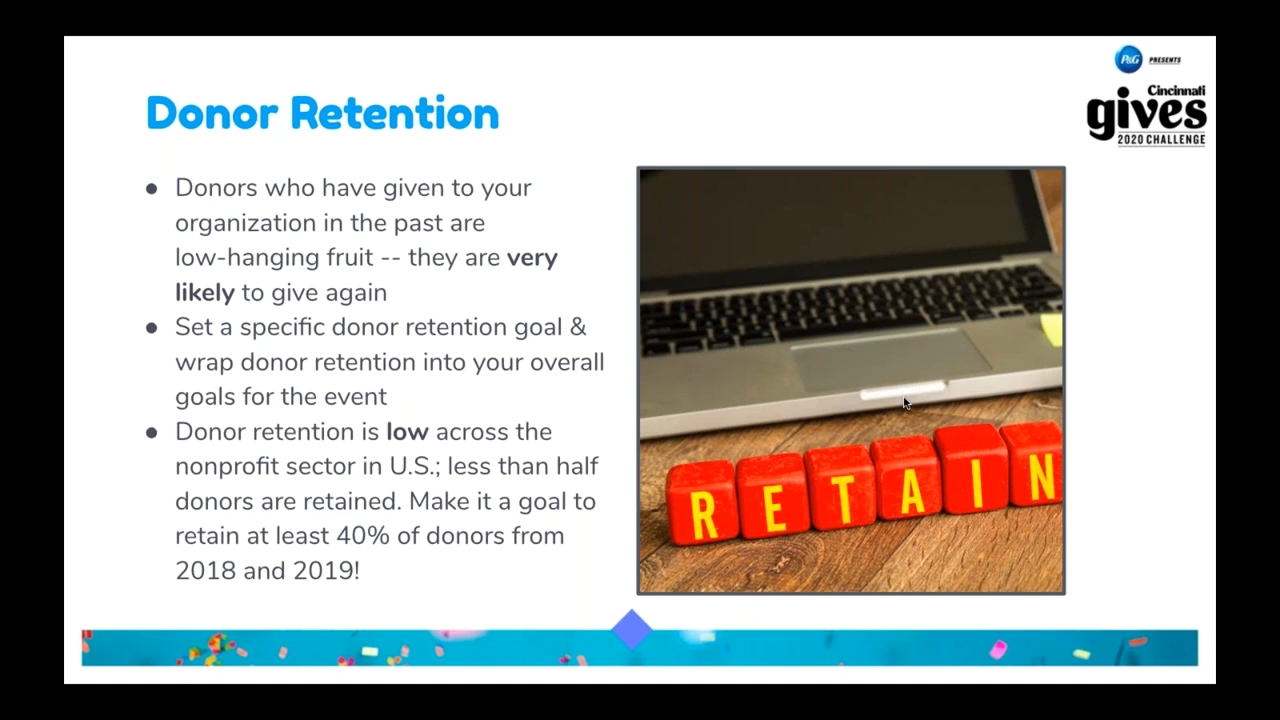 P&G PRESENTS
Cincinnati
gives
2020 CHALLENGE
Donor Retention
● Donors who have given to your
organization in the past are
low-hanging fruit -- they are very
likely to give again
● Set a specific donor retention goal &
wrap donor retention into your overall
goals for the event
● Donor retention is low across the
nonprofit sector in U.S.; less than half
donors are retained. Make it a goal to
retain at least 40% of donors from
2018 and 2019!
RETAIN